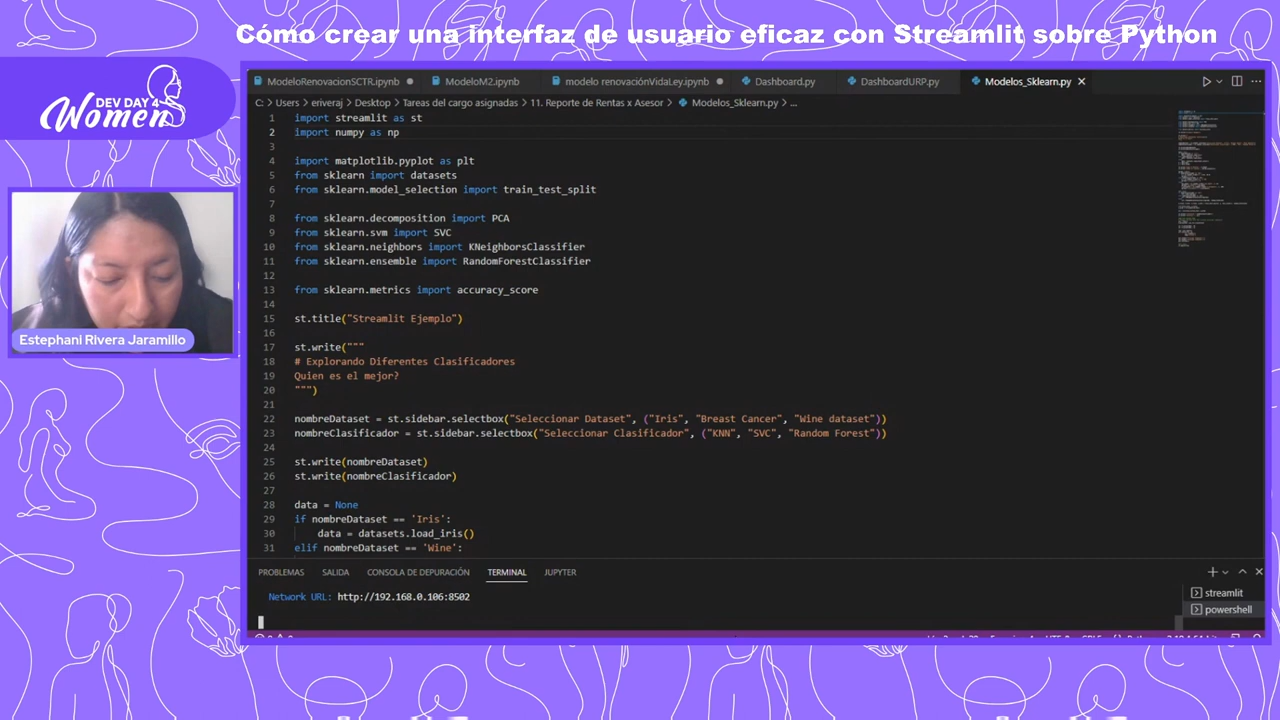 Cómo crear una interfaz de usuario eficaz con Streamlit sobre Python
DEV DAY 4
Women
Estephani Rivera Jaramillo
ModeloRenovacionSCTR.ipynb
ModeloM2.ipynb
modelo renovaciónVidaLey.ipynb
Dashboard.py
DashboardURP.py
Modelos_Sklearn.py
C: > Users > eriveraj > Desktop > Tareas del cargo asignadas > 11. Reporte de Rentas x Asesor > Modelos_Sklearn.py > ...
1 import streamlit as st
2 import numpy as np
3
4 import matplotlib.pyplot as plt
5 from sklearn import datasets
6 from sklearn.model_selection import train_test_split
7
8 from sklearn.decomposition import PCA
9 from sklearn.svm import SVC
10 from sklearn.neighbors import KNeighborsClassifier
11 from sklearn.ensemble import RandomForestClassifier
12
13 from sklearn.metrics import accuracy_score
14
15 st.title("Streamlit Ejemplo")
16
17 st.write("""
18 # Explorando Diferentes Clasificadores
19 Quien es el mejor?
20 """)
21
22 nombreDataset = st.sidebar.selectbox("Seleccionar Dataset", ("Iris", "Breast Cancer", "Wine dataset"))
23 nombreClasificador = st.sidebar.selectbox("Seleccionar Clasificador", ("KNN", "SVC", "Random Forest"))
24
25 st.write(nombreDataset)
26 st.write(nombreClasificador)
27
28 data = None
29 if nombreDataset == 'Iris':
30 data = datasets.load_iris()
31 elif nombreDataset == 'Wine':
PROBLEMAS SALIDA CONSOLA DE DEPURACIÓN TERMINAL JUPYTER
Network URL: http://192.168.0.106:8502
streamlit
powershell